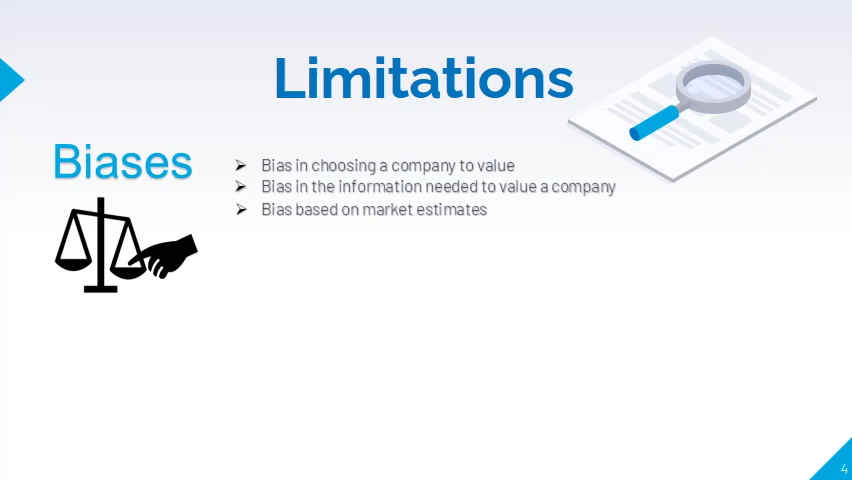 Limitations
Biases
Bias in choosing a company to value
Bias in the information needed to value a company
Bias based on market estimates
4